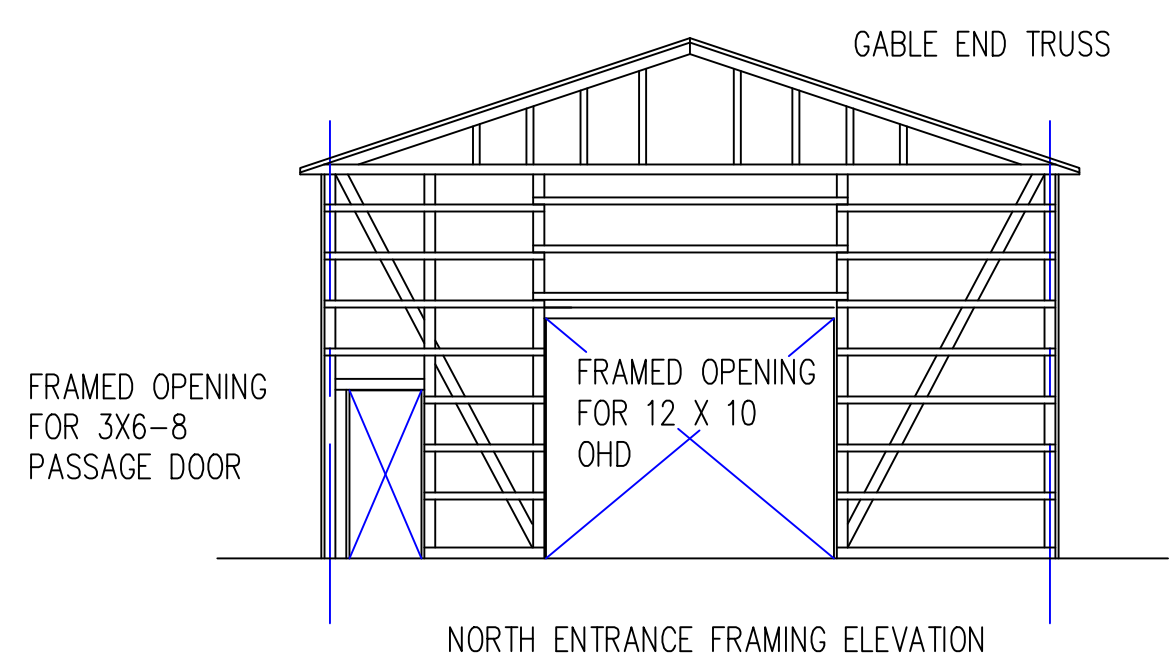 GABLE END TRUSS
FRAMED OPENING
FOR 12 X 10
OHD
FRAMED OPENING
FOR 3X6-8
PASSAGE DOOR
NORTH ENTRANCE FRAMING ELEVATION